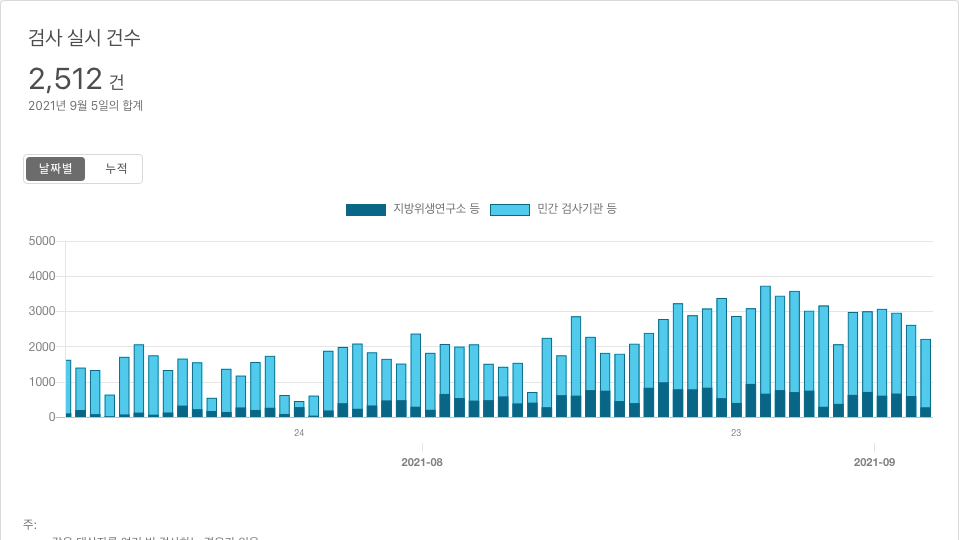 검사 실시 건수
2,512 건
2021년 9월 5일의 합계
날짜별 누적
지방위생연구소 등 민간 검사기관 등
5000
4000
3000
2000
1000
0
24 23
2021-08 2021-09
주: